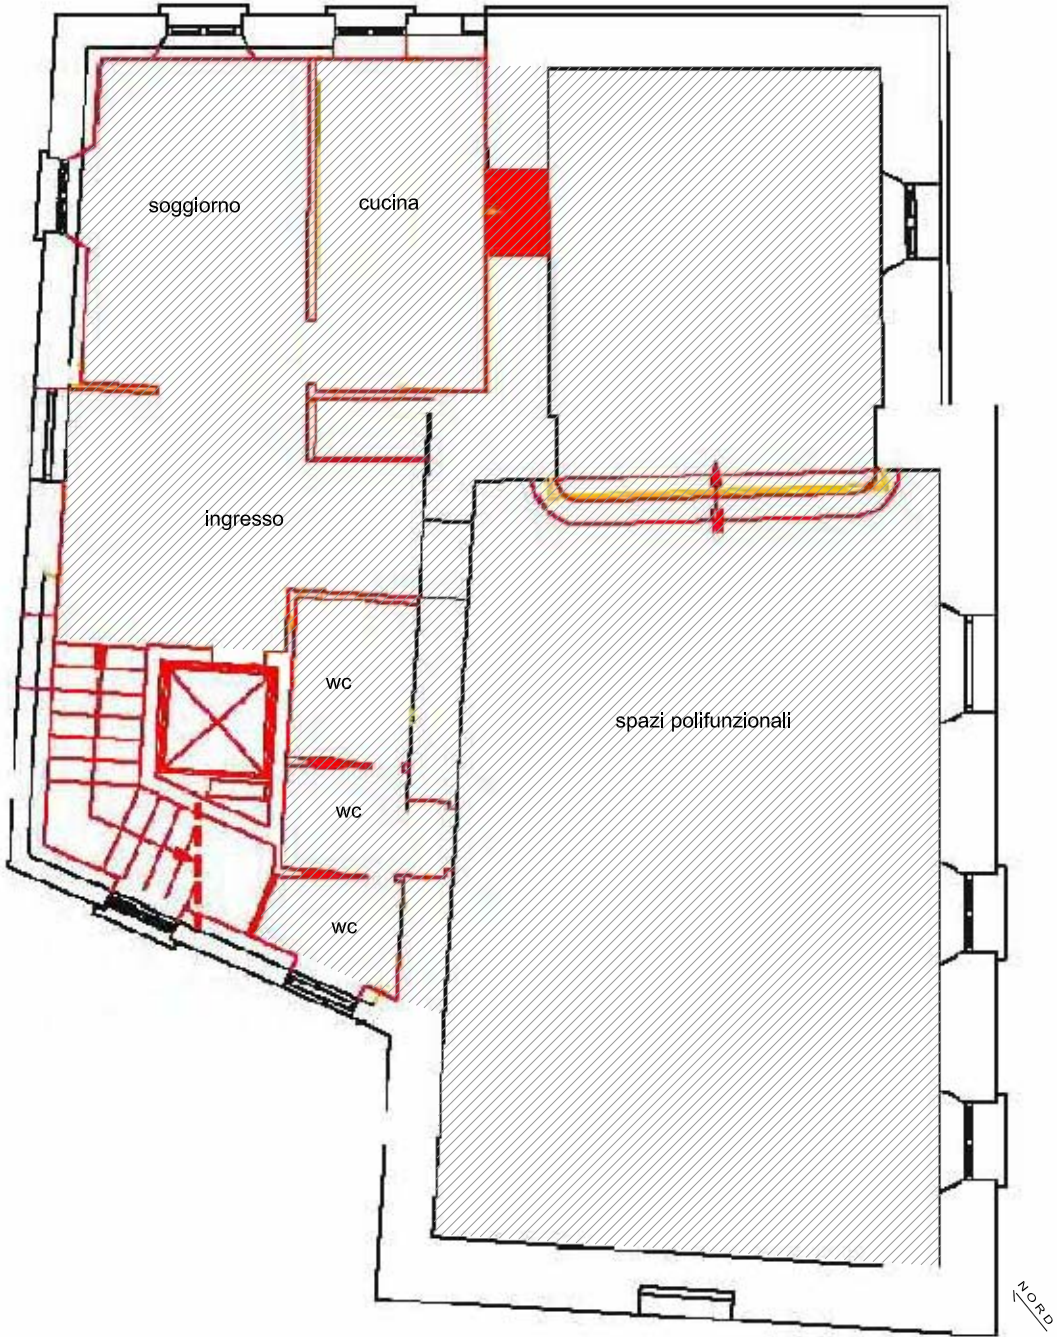 soggiorno
cucina
ingresso
wc
spazi polifunzionali
wc
wc
NORD